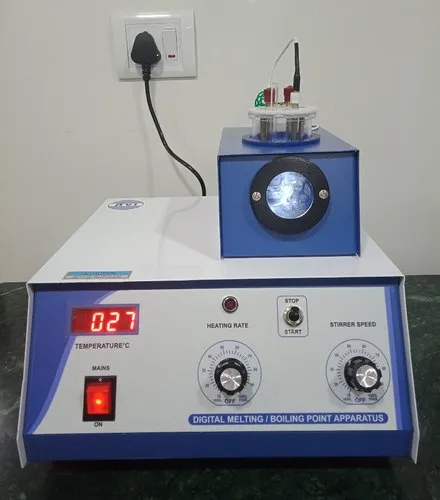 027
TEMPERATURE°C
MAINS
ON
HEATING RATE
STOP
START
STIRRER SPEED
OFF
OFF
DIGITAL MELTING / BOILING POINT APPARATUS